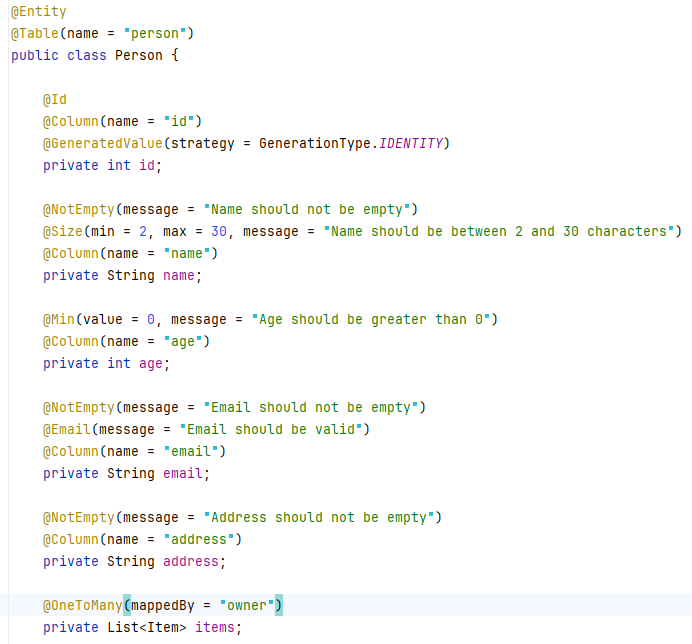 @Entity
@Table(name = "person")
public class Person {
@Id
@Column(name = "id")
@GeneratedValue(strategy = GenerationType.IDENTITY)
private int id;
@NotEmpty(message = "Name should not be empty")
@Size(min = 2, max = 30, message = "Name should be between 2 and 30 characters")
@Column(name = "name")
private String name;
@Min(value = 0, message = "Age should be greater than 0")
@Column(name = "age")
private int age;
@NotEmpty(message = "Email should not be empty")
@Email(message = "Email should be valid")
@Column(name = "email")
private String email;
@NotEmpty(message = "Address should not be empty")
@Column(name = "address")
private String address;
@OneToMany(mappedBy = "owner")
private List<Item> items;